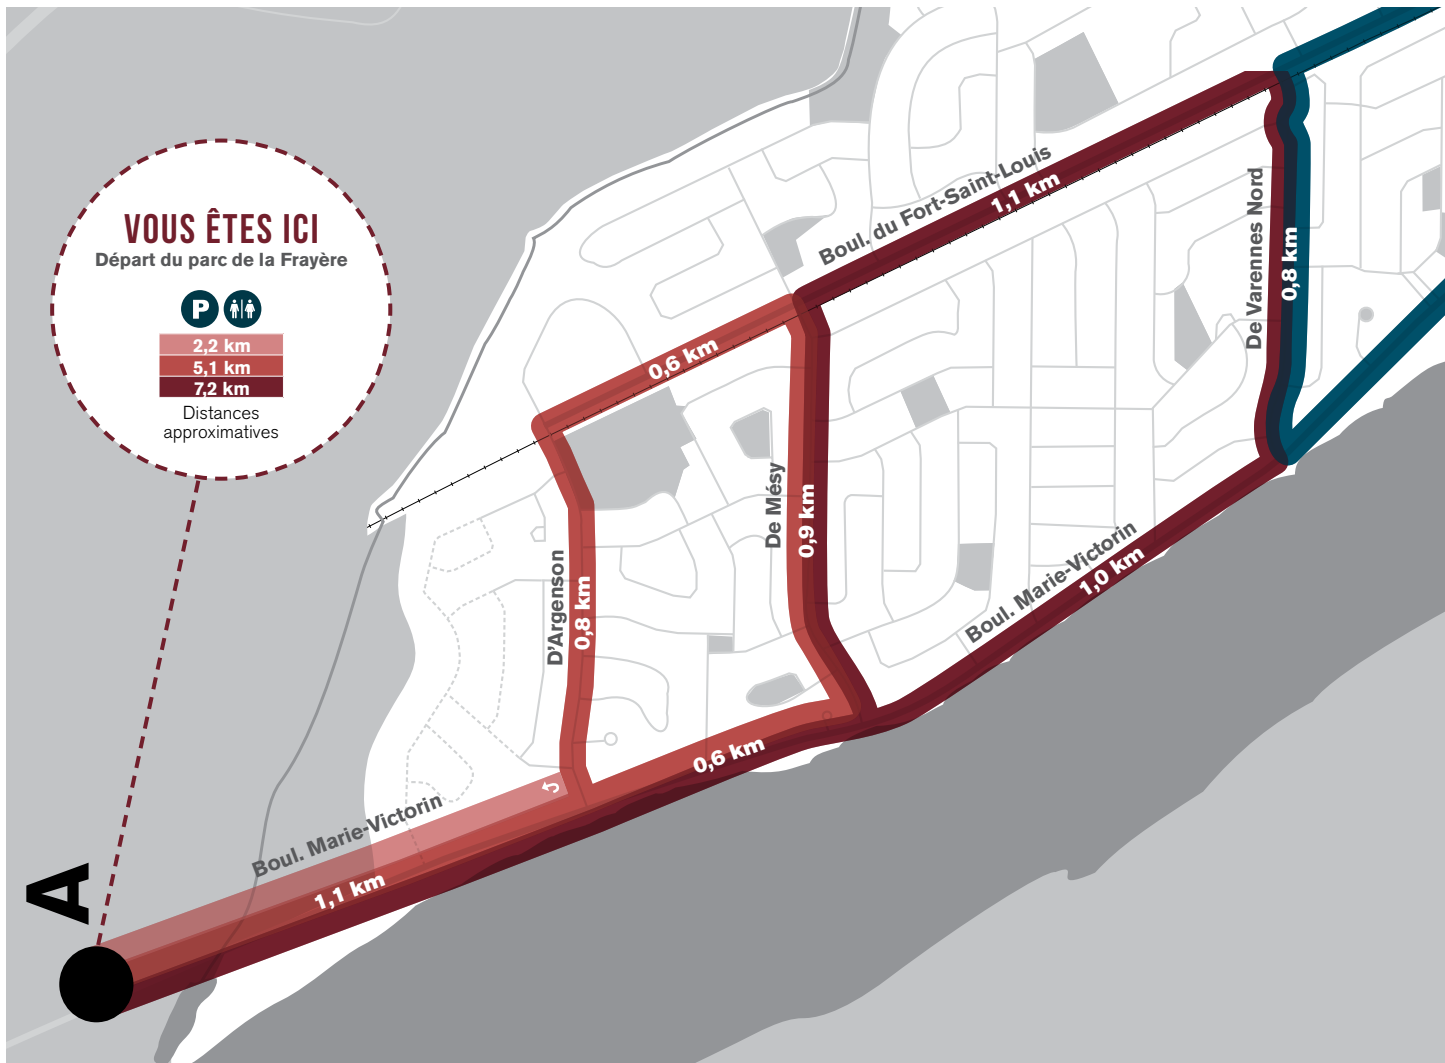 VOUS ÊTES ICI
Départ du parc de la Frayère
P
2,2 km
5,1 km
7,2 km
Distances
approximatives
Boul. du Fort-Saint-Louis
1,1 km
De Varennes Nord
0,8 km
0,6 km
De Mésy
0,9 km
D'Argenson
0,8 km
Boul. Marie-Victorin
1,0 km
0,6 km
Boul. Marie-Victorin
1,1 km
A